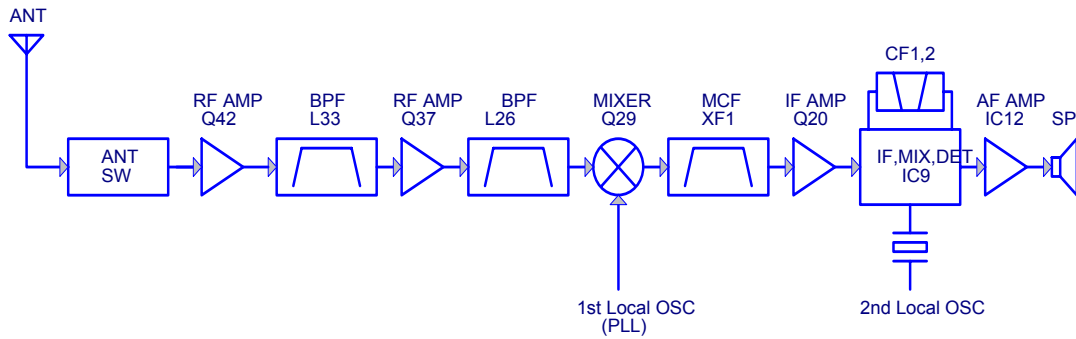 ANT
CF1,2
RF AMP
Q42
BPF
L33
RF AMP
Q37
BPF
L26
MIXER
Q29
MCF
XF1
IF AMP
Q20
AF AMP
IC12
SP
ANT
SW
IF,MIX,DET
IC9
1st Local OSC
(PLL)
2nd Local OSC